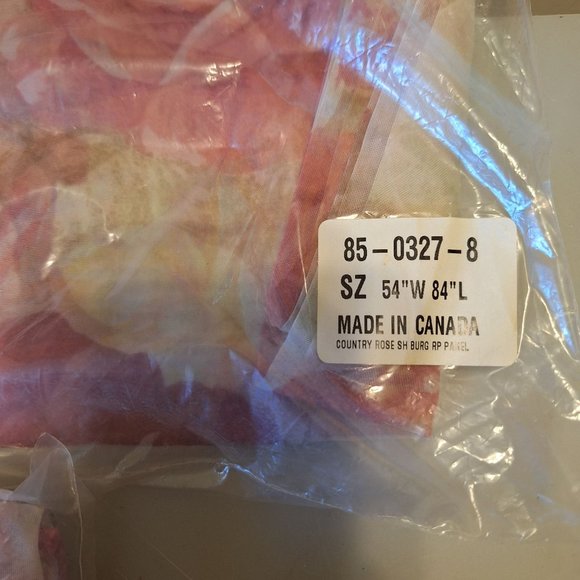 85-0327-8
SZ 54"W 84"L
MADE IN CANADA
COUNTRY ROSE SH BURG RP PANEL